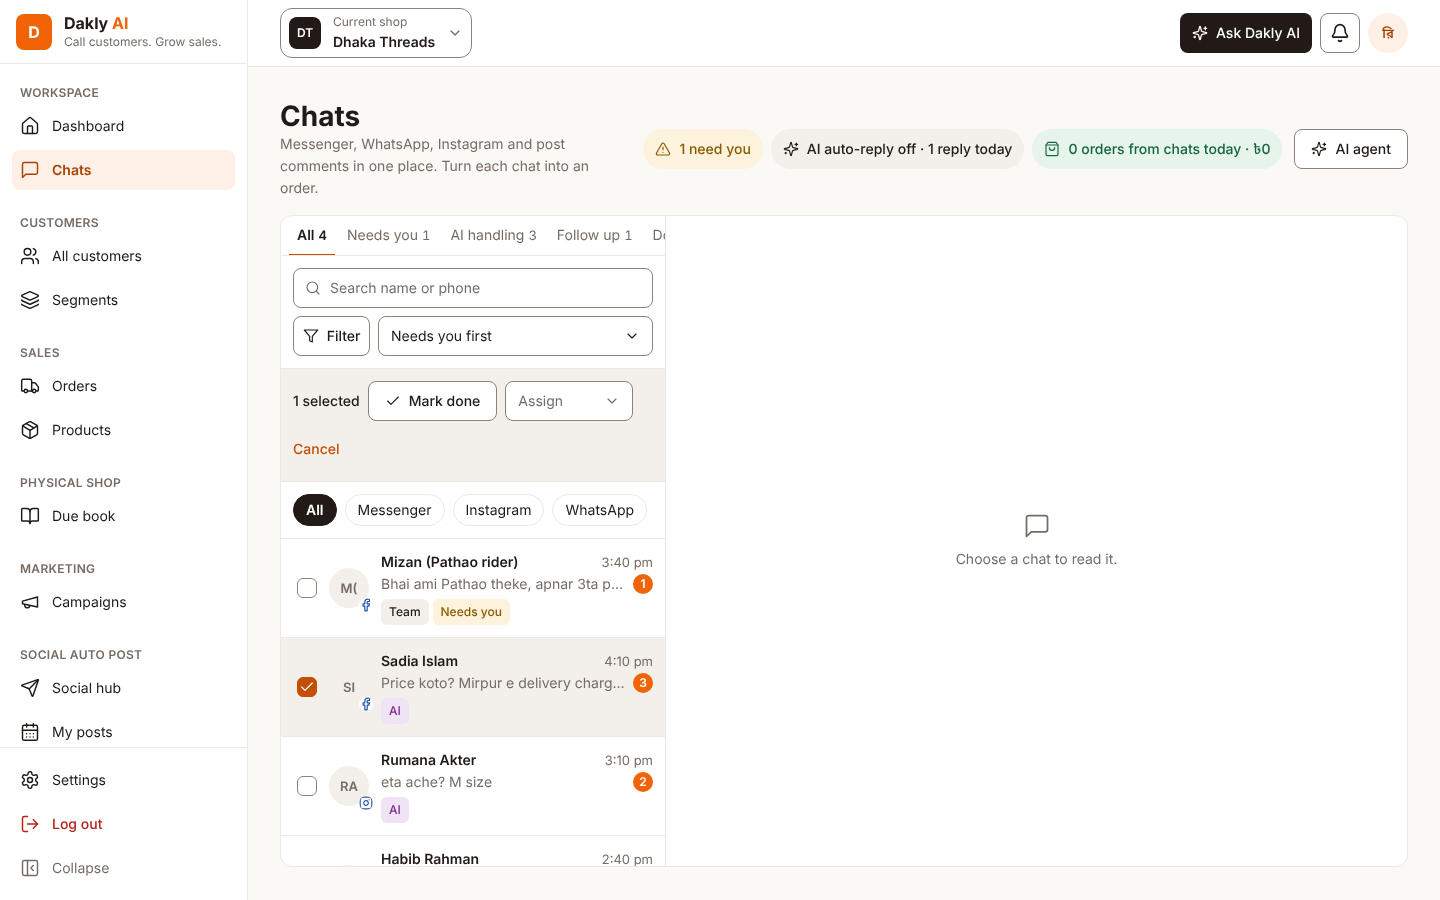 D
Dakly AI
Call customers. Grow sales.
WORKSPACE
Dashboard
Chats
CUSTOMERS
All customers
Segments
SALES
Orders
Products
PHYSICAL SHOP
Due book
MARKETING
Campaigns
SOCIAL AUTO POST
Social hub
My posts
Settings
Log out
Collapse
DT
Current shop
Dhaka Threads
Ask Dakly AI
রি
Chats
Messenger, WhatsApp, Instagram and post
comments in one place. Turn each chat into an
order.
1 need you
AI auto-reply off · 1 reply today
0 orders from chats today · ৳0
AI agent
All 4
Needs you 1
AI handling 3
Follow up 1
Search name or phone
Filter
Needs you first
1 selected
Mark done
Assign
Cancel
All
Messenger
Instagram
WhatsApp
M(
Mizan (Pathao rider)
3:40 pm
Bhai ami Pathao theke, apnar 3ta p...
1
Team
Needs you
SI
Sadia Islam
4:10 pm
Price koto? Mirpur e delivery charg...
3
AI
RA
Rumana Akter
3:10 pm
eta ache? M size
2
AI
Habib Rahman
2:40 pm
Choose a chat to read it.